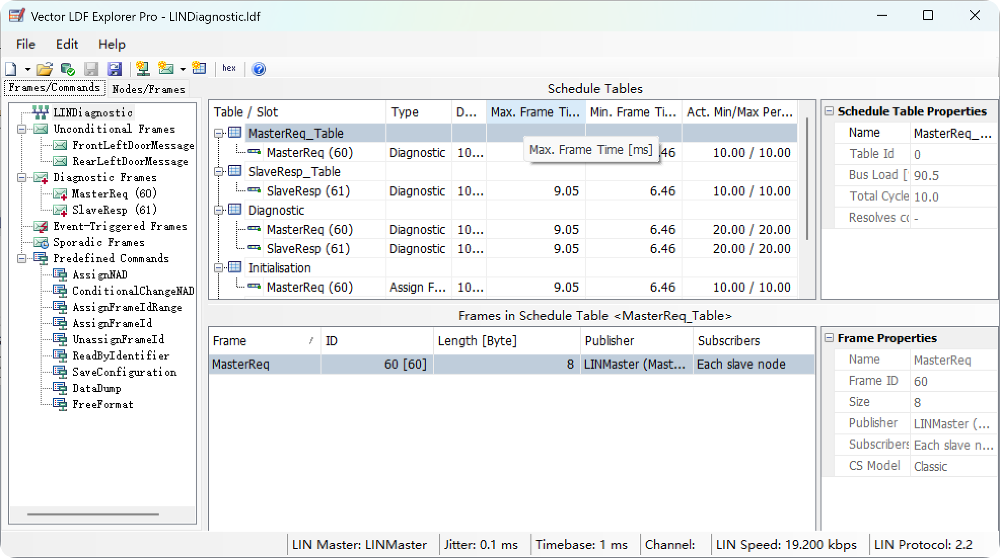 Vector LDF Explorer Pro - LINDiagnostic.ldf
File Edit Help
hex
Frames/Commands Nodes/Frames
LINDiagnostic
Unconditional Frames
FrontLeftDoorMessage
RearLeftDoorMessage
Diagnostic Frames
MasterReq (60)
SlaveResp (61)
Event-Triggered Frames
Sporadic Frames
Predefined Commands
AssignNAD
ConditionalChangeNAD
AssignFrameIdRange
AssignFrameId
UnassignFrameId
ReadByIdentifier
SaveConfiguration
DataDump
FreeFormat
Schedule Tables
Table / Slot Type D... Max. Frame Ti... Min. Frame Ti... Act. Min/Max Per...
MasterReq_Table
Max. Frame Time [ms]
MasterReq (60) Diagnostic 10... .46 10.00 / 10.00
SlaveResp_Table
SlaveResp (61) Diagnostic 10... 9.05 6.46 10.00 / 10.00
Diagnostic
MasterReq (60) Diagnostic 10... 9.05 6.46 20.00 / 20.00
SlaveResp (61) Diagnostic 10... 9.05 6.46 20.00 / 20.00
Initialisation
MasterReq (60) Assign F... 10... 9.05 6.46 10.00 / 10.00
Schedule Table Properties
Name MasterReq_...
Table Id 0
Bus Load [ 90.5
Total Cycle 10.0
Resolves co -
Frames in Schedule Table <MasterReq_Table>
Frame ID Length [Byte] Publisher Subscribers
MasterReq 60 [60] 8 LINMaster (Mast... Each slave node
Frame Properties
Name MasterReq
Frame ID 60
Size 8
Publisher LINMaster (...
Subscribers Each slave n...
CS Model Classic
LIN Master: LINMaster Jitter: 0.1 ms Timebase: 1 ms Channel: LIN Speed: 19.200 kbps LIN Protocol: 2.2